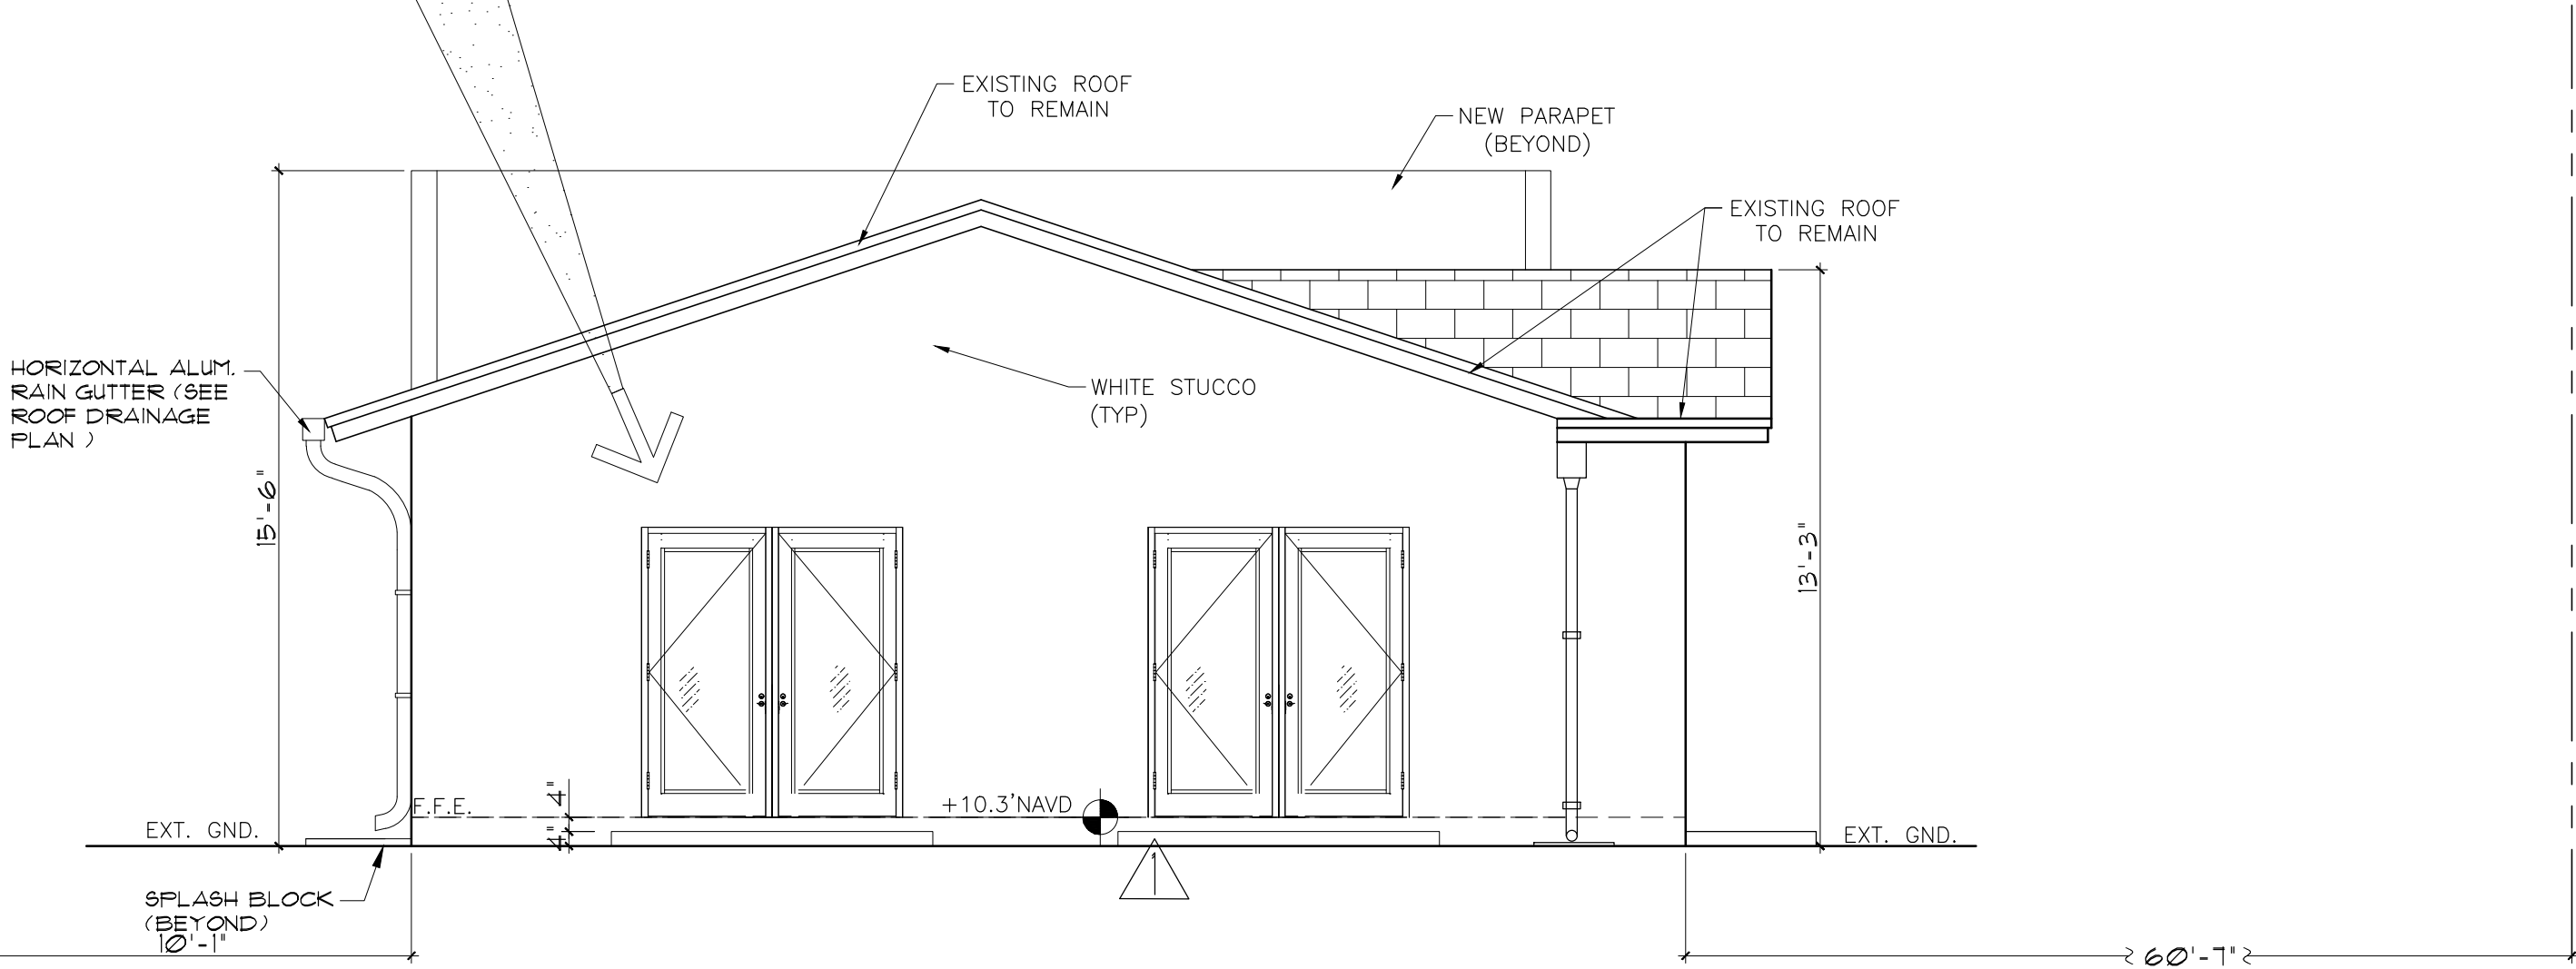 EXISTING ROOF
TO REMAIN
NEW PARAPET
(BEYOND)
EXISTING ROOF
TO REMAIN
HORIZONTAL ALUM.
RAIN GUTTER (SEE
ROOF DRAINAGE
PLAN )
WHITE STUCCO
(TYP)
15'-6"
13'-3"
F.F.E.
4"
4"
+10.3'NAVD
EXT. GND.
EXT. GND.
1
SPLASH BLOCK
(BEYOND)
10'-1"
60'-7"